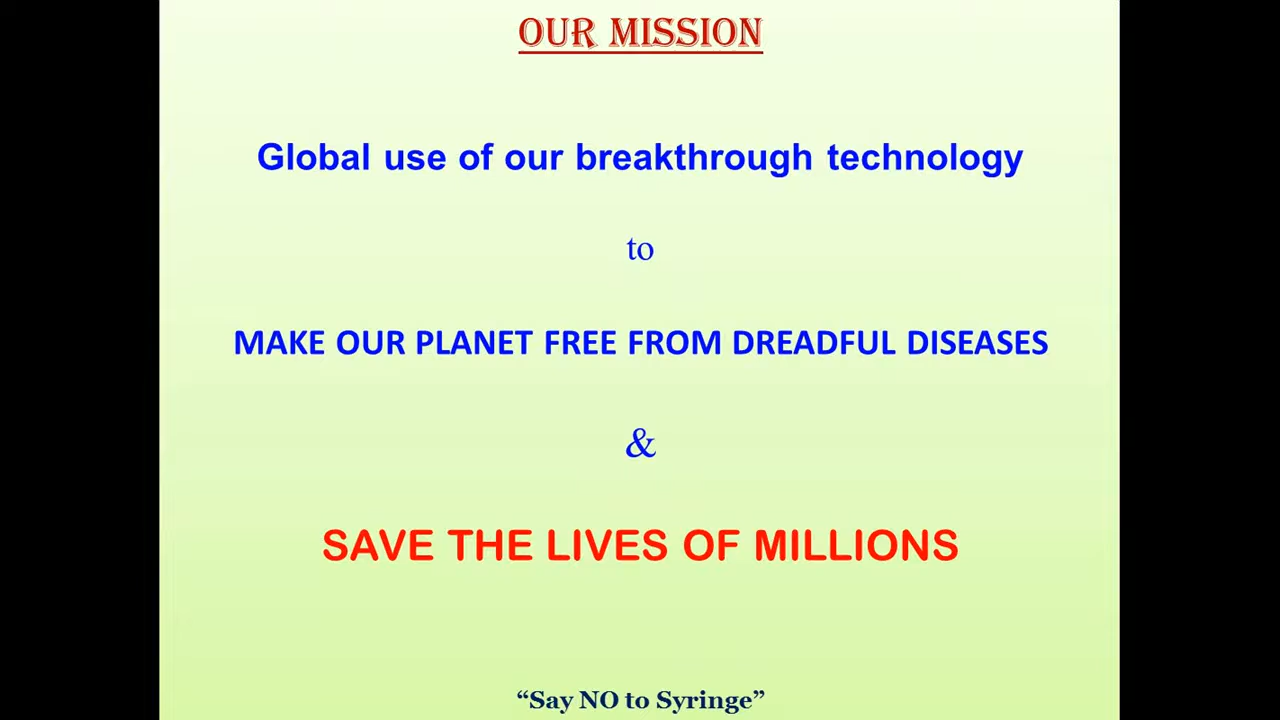 OUR MISSION
Global use of our breakthrough technology
to
MAKE OUR PLANET FREE FROM DREADFUL DISEASES
&
SAVE THE LIVES OF MILLIONS
“Say NO to Syringe”